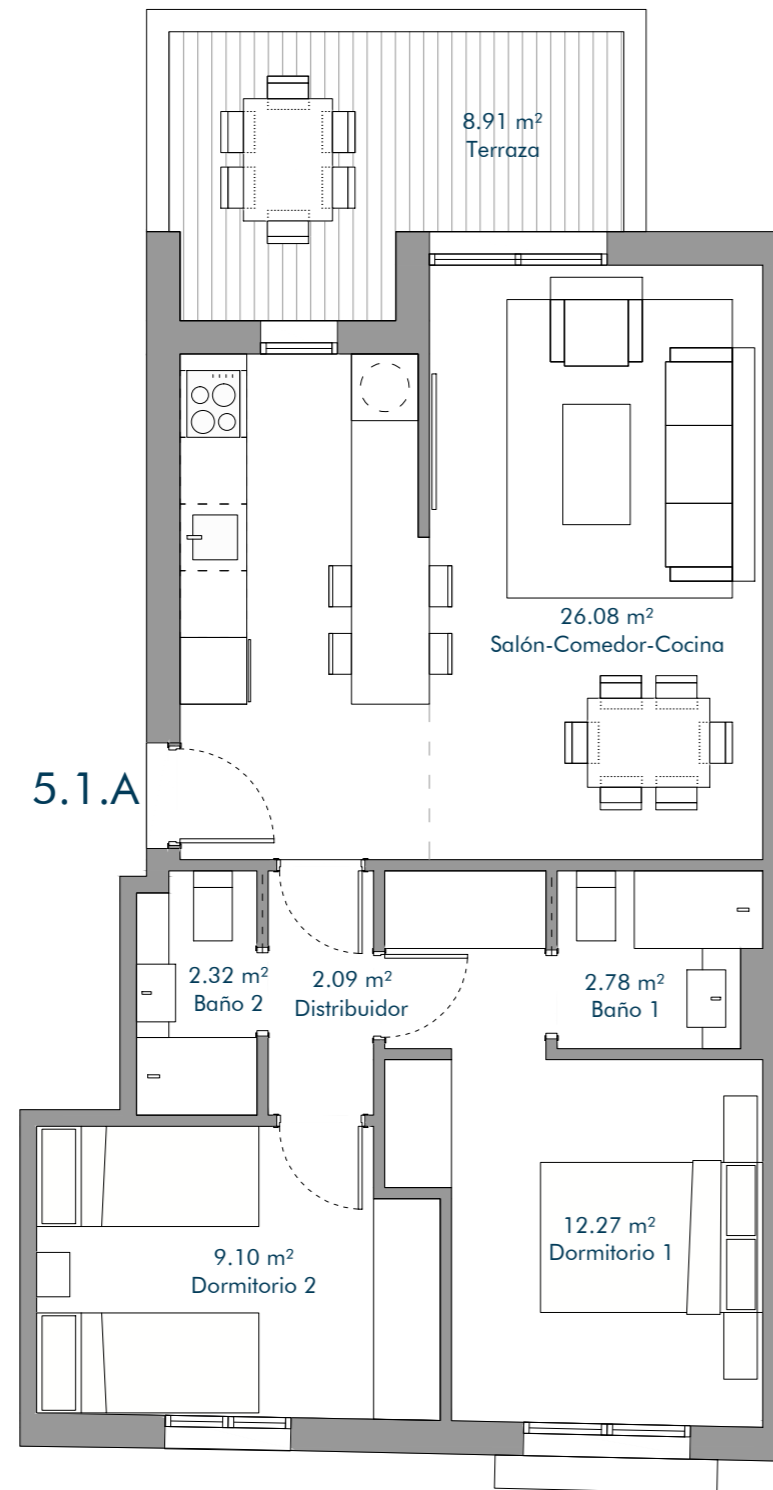 8.91 m²
Terraza
26.08 m²
Salón-Comedor-Cocina
5.1.A
2.32 m²
Baño 2
2.09 m²
Distribuidor
2.78 m²
Baño 1
12.27 m²
Dormitorio 1
9.10 m²
Dormitorio 2